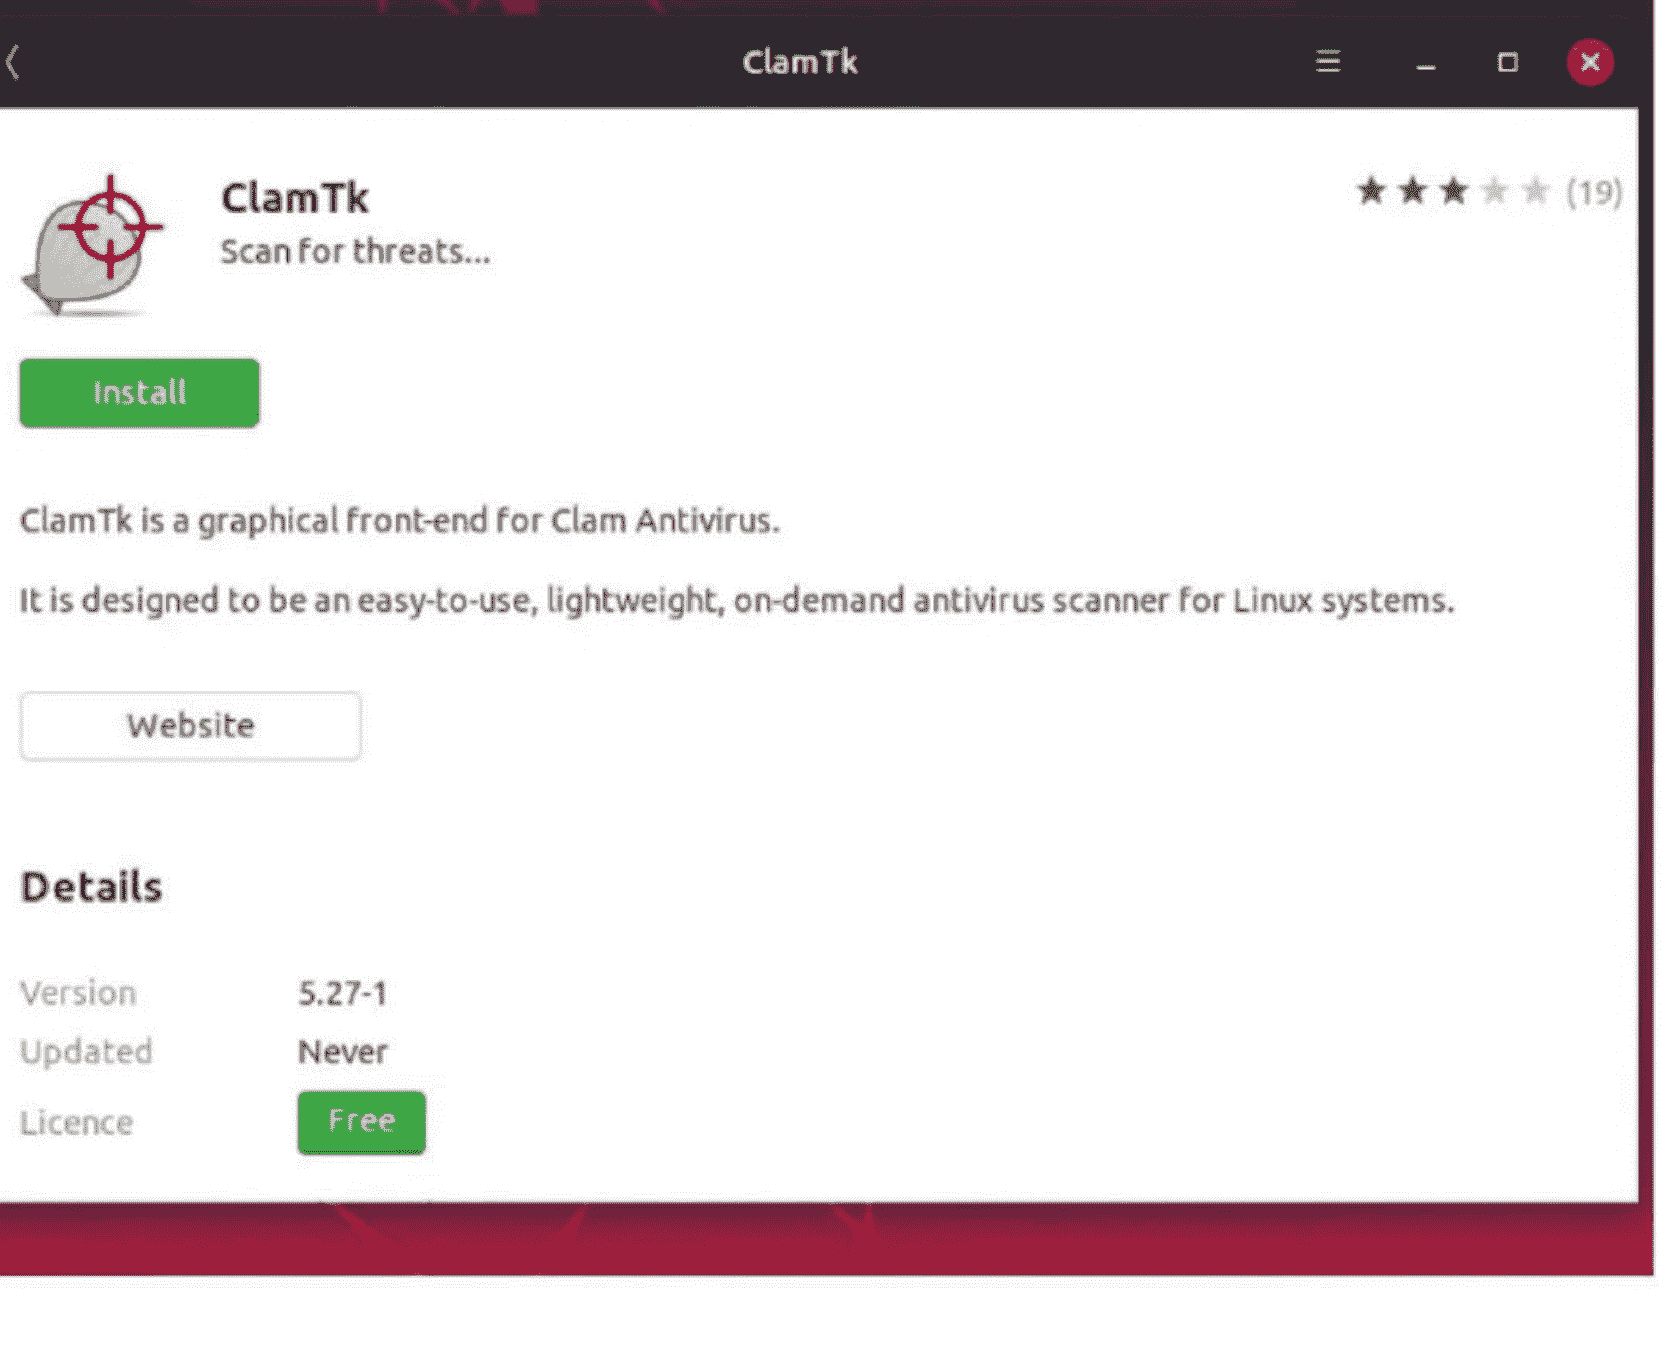 ClamTk
ClamTk
(19)
Scan for threats...
Install
ClamTk is a graphical front-end for Clam Antivirus.
It is designed to be an easy-to-use, lightweight, on-demand antivirus scanner for Linux systems.
Website
Details
Version 5.27-1
Updated Never
Licence Free